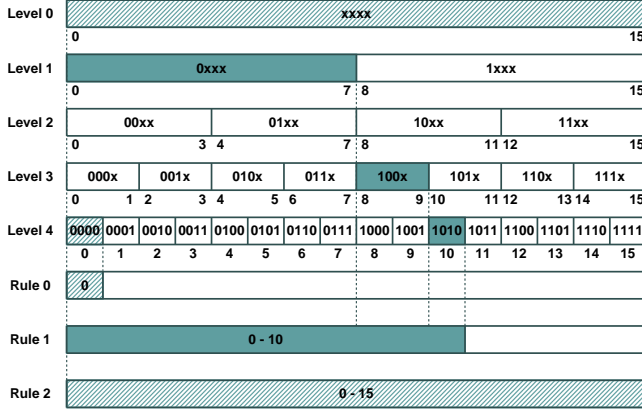 Level 0 xxxx
0 15
Level 1 0xxx 1xxx
0 7 8 15
Level 2 00xx 01xx 10xx 11xx
0 3 4 7 8 11 12 15
Level 3 000x 001x 010x 011x 100x 101x 110x 111x
0 1 2 3 4 5 6 7 8 9 10 11 12 13 14 15
Level 4 0000 0001 0010 0011 0100 0101 0110 0111 1000 1001 1010 1011 1100 1101 1110 1111
0 1 2 3 4 5 6 7 8 9 10 11 12 13 14 15
Rule 0 0
Rule 1 0 - 10
Rule 2 0 - 15